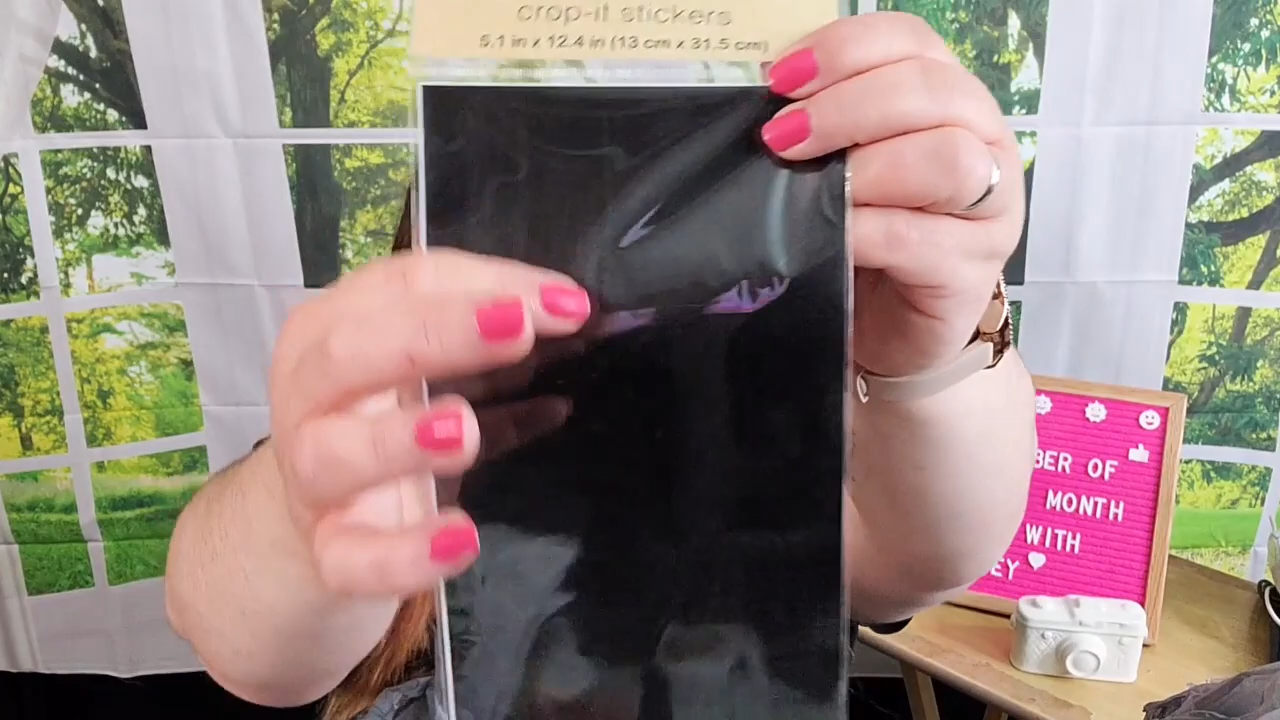 crop-it stickers
5.1 in x 12.4 in (13 cm x 31.5 cm)
BER OF
MONTH
WITH
EY